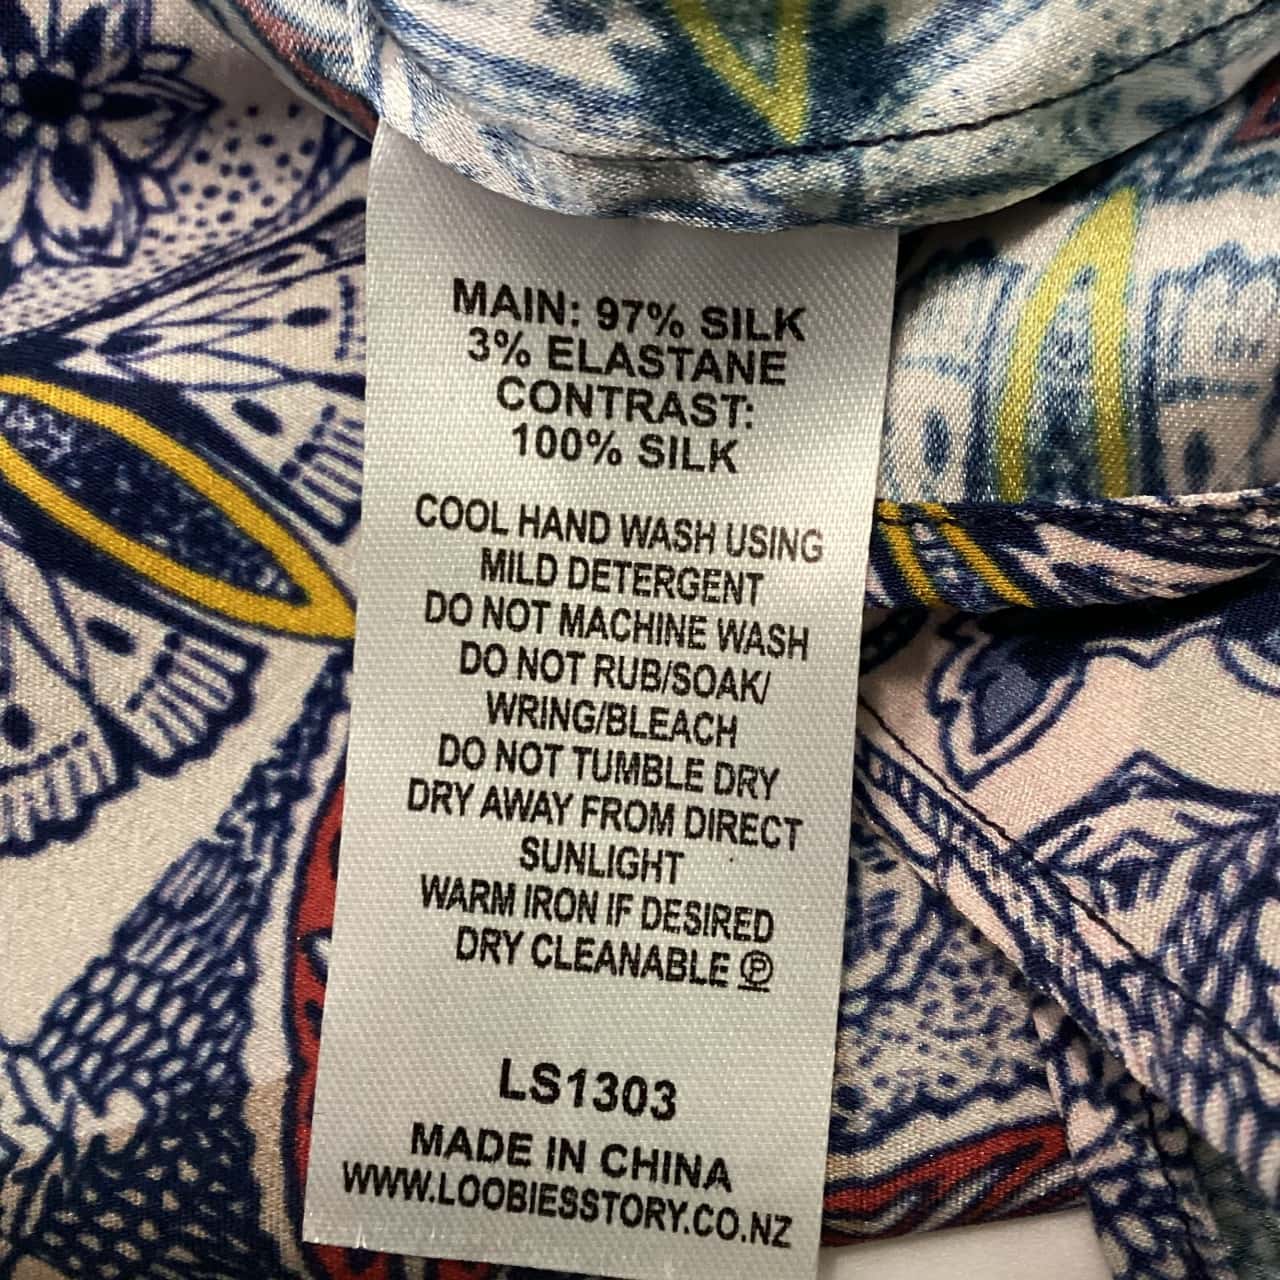 MAIN: 97% SILK
3% ELASTANE
CONTRAST:
100% SILK
COOL HAND WASH USING
MILD DETERGENT
DO NOT MACHINE WASH
DO NOT RUB/SOAK/
WRING/BLEACH
DO NOT TUMBLE DRY
DRY AWAY FROM DIRECT
SUNLIGHT
WARM IRON IF DESIRED
DRY CLEANABLE Ⓟ
LS1303
MADE IN CHINA
WWW.LOOBIESSTORY.CO.NZ